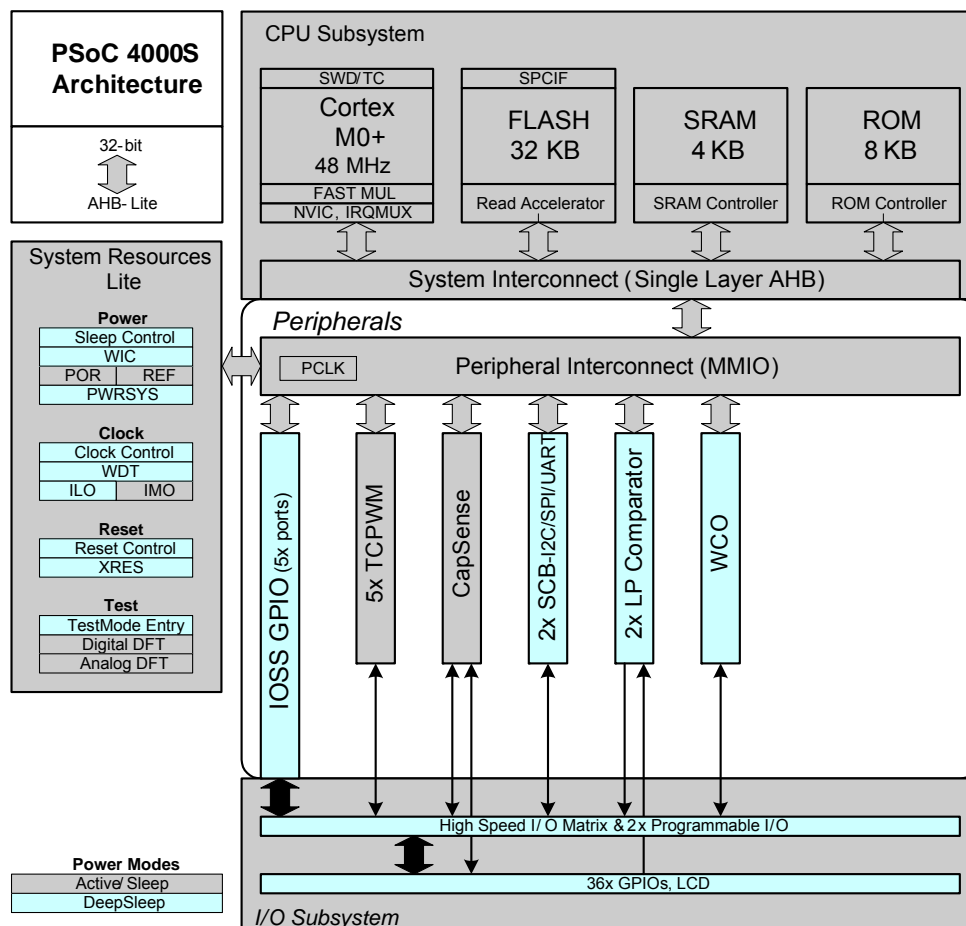 PSoC 4000S
Architecture
32-bit
AHB- Lite
CPU Subsystem
SWD/TC
Cortex
M0+
48 MHz
FAST MUL
NVIC, IRQMUX
SPCIF
FLASH
32 KB
Read Accelerator
SRAM
4 KB
SRAM Controller
ROM
8 KB
ROM Controller
System Interconnect (Single Layer AHB)
System Resources
Lite
Power
Sleep Control
WIC
POR
REF
PWRSYS
Clock
Clock Control
WDT
ILO
IMO
Reset
Reset Control
XRES
Test
TestMode Entry
Digital DFT
Analog DFT
Peripherals
PCLK
Peripheral Interconnect (MMIO)
IOSS GPIO (5x ports)
5x TCPWM
CapSense
2x SCB-I2C/SPI/UART
2x LP Comparator
WCO
High Speed I/ O Matrix & 2x Programmable I/O
36x GPIOs, LCD
I/O Subsystem
Power Modes
Active/ Sleep
DeepSleep